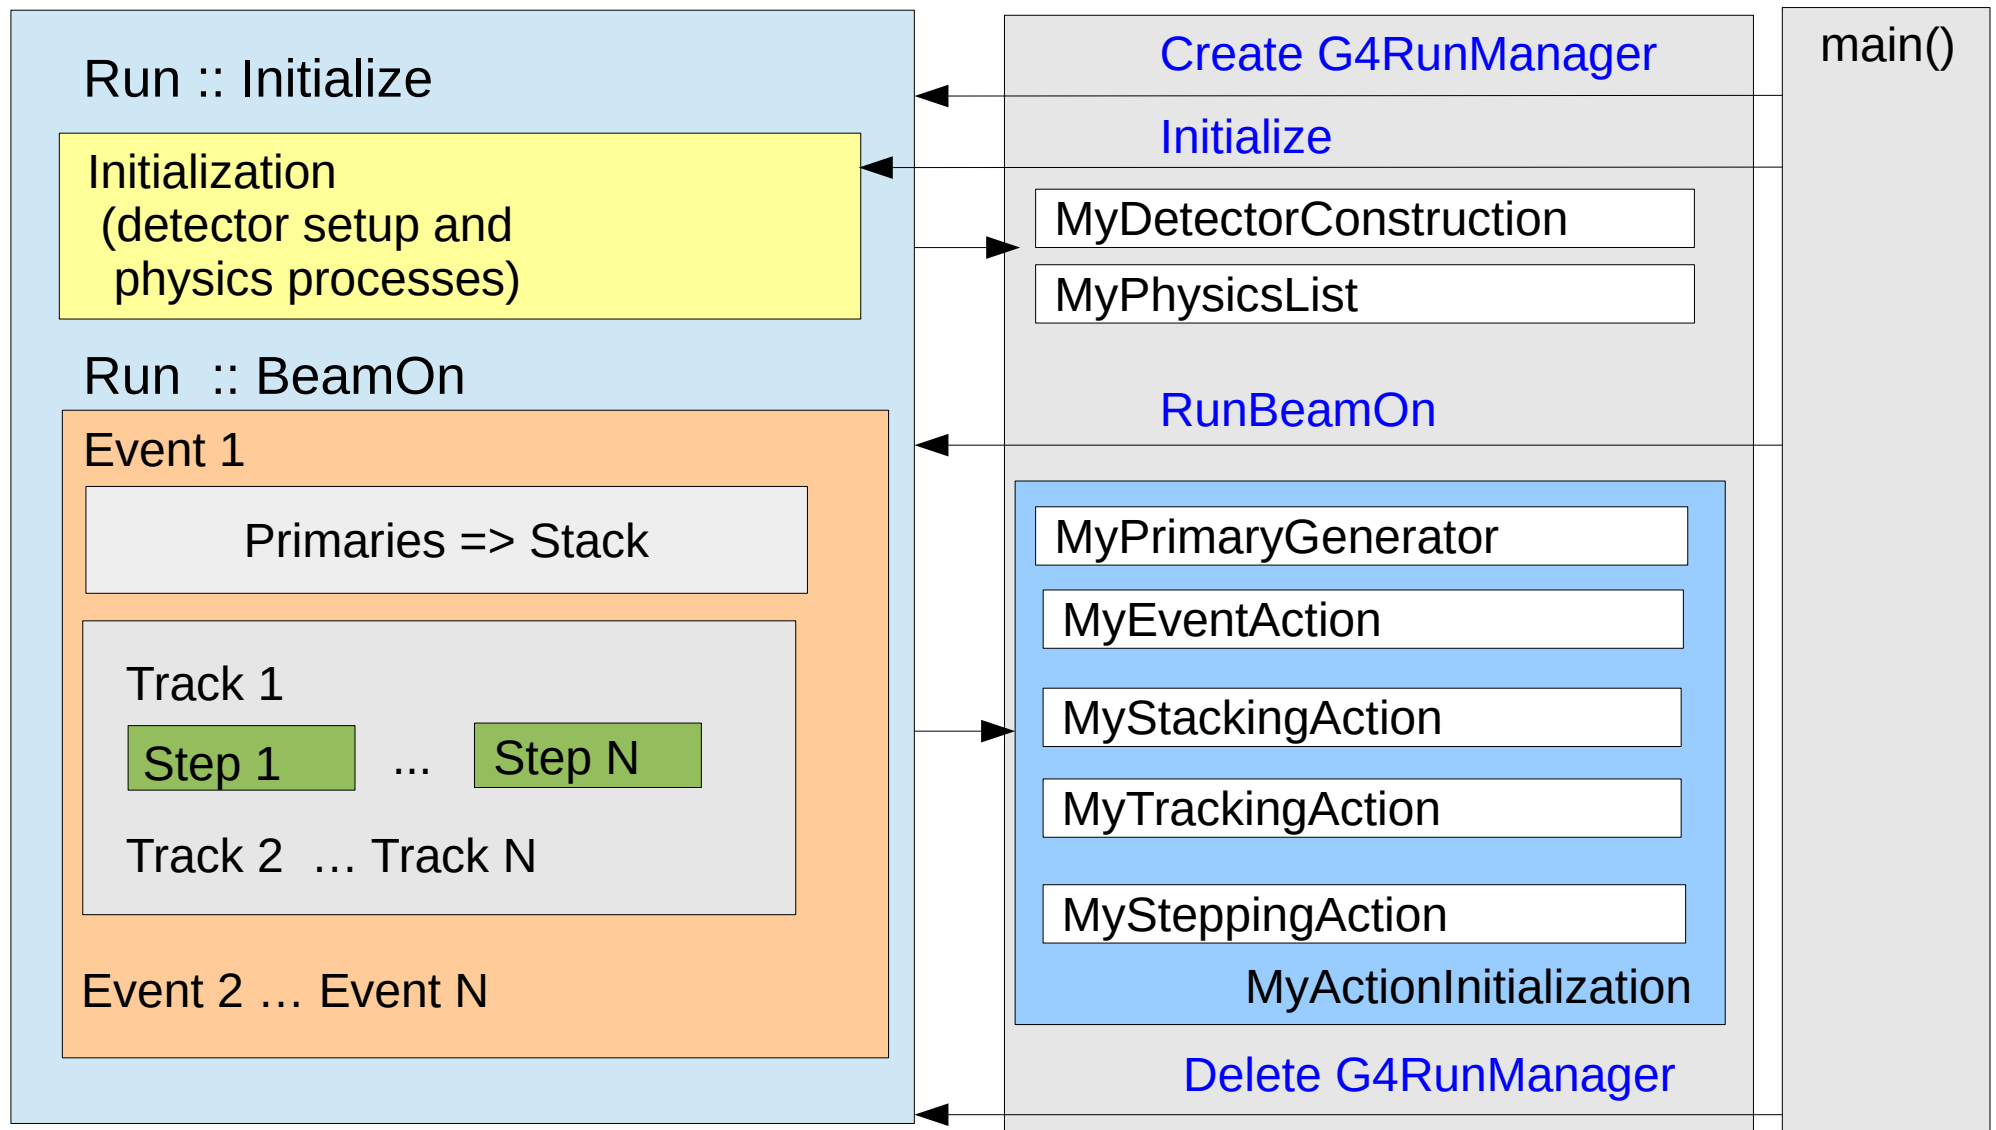 Run :: Initialize
Initialization
(detector setup and
physics processes)
Run :: BeamOn
Event 1
Primaries => Stack
Track 1
Step 1 ... Step N
Track 2 … Track N
Event 2 … Event N
Create G4RunManager
Initialize
MyDetectorConstruction
MyPhysicsList
RunBeamOn
MyPrimaryGenerator
MyEventAction
MyStackingAction
MyTrackingAction
MySteppingAction
MyActionInitialization
Delete G4RunManager
main()